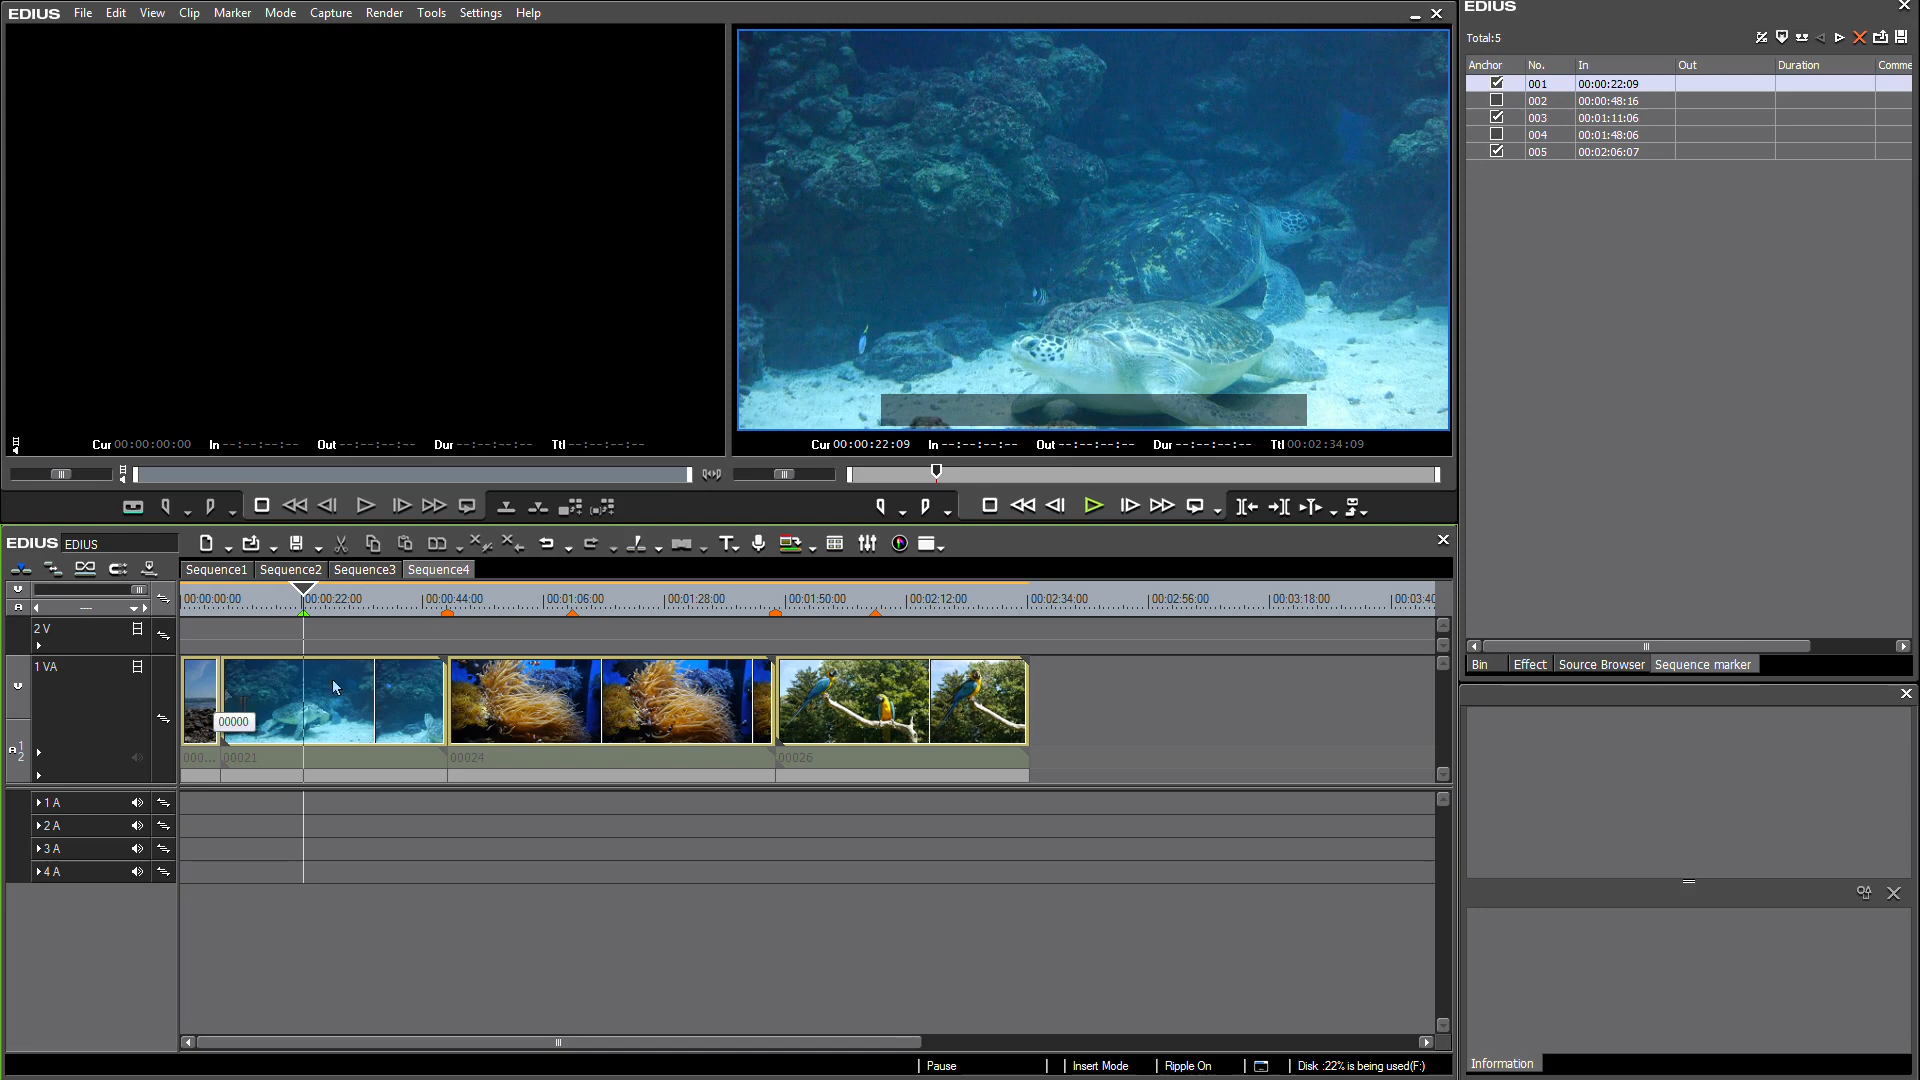 EDIUS File Edit View Clip Marker Mode Capture Render Tools Settings Help
EDIUS
Total:5
Anchor No. In Out Duration Comme
001 00:00:22:09
002 00:00:48:16
003 00:01:11:06
004 00:01:48:06
005 00:02:06:07
Cur 00:00:00:00 In --:--:--:-- Out --:--:--:-- Dur --:--:--:-- Ttl --:--:--:--
Cur 00:00:22:09 In --:--:--:-- Out --:--:--:-- Dur --:--:--:-- Ttl 00:02:34:09
EDIUS EDIUS
Sequence1 Sequence2 Sequence3 Sequence4
00:00:00:00 00:00:22:00 00:00:44:00 00:01:06:00 00:01:28:00 00:01:50:00 00:02:12:00 00:02:34:00 00:02:56:00 00:03:18:00 00:03:40
2 V
1 VA
00000
1
2
000... 00021 00024 00026
1 A
2 A
3 A
4 A
Bin Effect Source Browser Sequence marker
Information
Pause Insert Mode Ripple On Disk :22% is being used(F:)